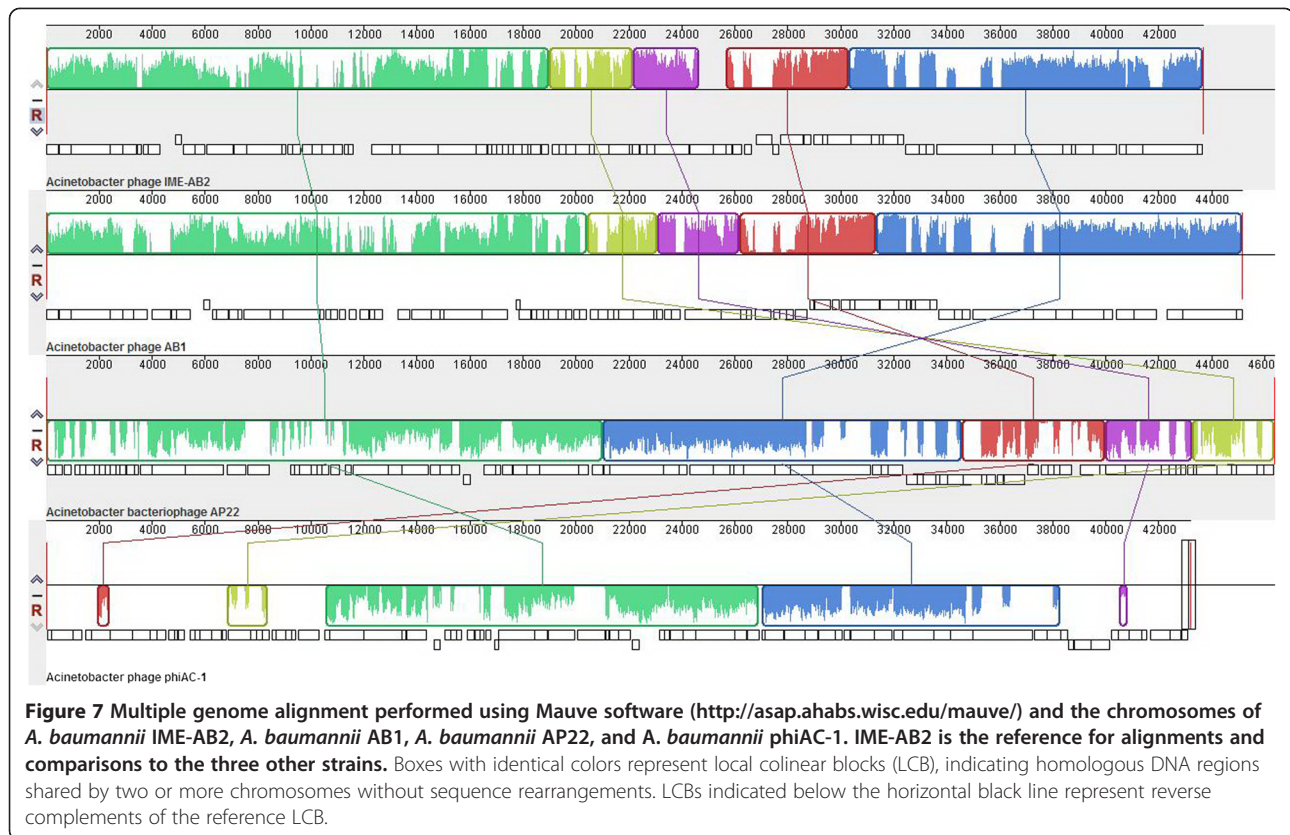 2000 4000 6000 8000 10000 12000 14000 16000 18000 20000 22000 24000 26000 28000 30000 32000 34000 36000 38000 40000 42000
R
Acinetobacter phage IME-AB2
2000 4000 6000 8000 10000 12000 14000 16000 18000 20000 22000 24000 26000 28000 30000 32000 34000 36000 38000 40000 42000 44000
R
Acinetobacter phage AB1
2000 4000 6000 8000 10000 12000 14000 16000 18000 20000 22000 24000 26000 28000 30000 32000 34000 36000 38000 40000 42000 44000 4600
R
Acinetobacter bacteriophage AP22
2000 4000 6000 8000 10000 12000 14000 16000 18000 20000 22000 24000 26000 28000 30000 32000 34000 36000 38000 40000 42000
R
Acinetobacter phage phiAC-1
Figure 7 Multiple genome alignment performed using Mauve software (http://asap.ahabs.wisc.edu/mauve/) and the chromosomes of
A. baumannii IME-AB2, A. baumannii AB1, A. baumannii AP22, and A. baumannii phiAC-1. IME-AB2 is the reference for alignments and
comparisons to the three other strains. Boxes with identical colors represent local colinear blocks (LCB), indicating homologous DNA regions
shared by two or more chromosomes without sequence rearrangements. LCBs indicated below the horizontal black line represent reverse
complements of the reference LCB.